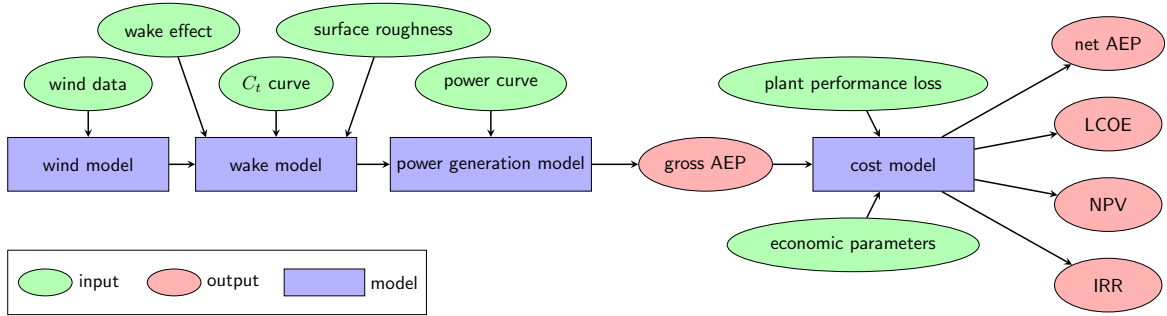 wake effect
surface roughness
net AEP
wind data
C_t curve
power curve
plant performance loss
LCOE
wind model
wake model
power generation model
gross AEP
cost model
NPV
economic parameters
input
output
model
IRR